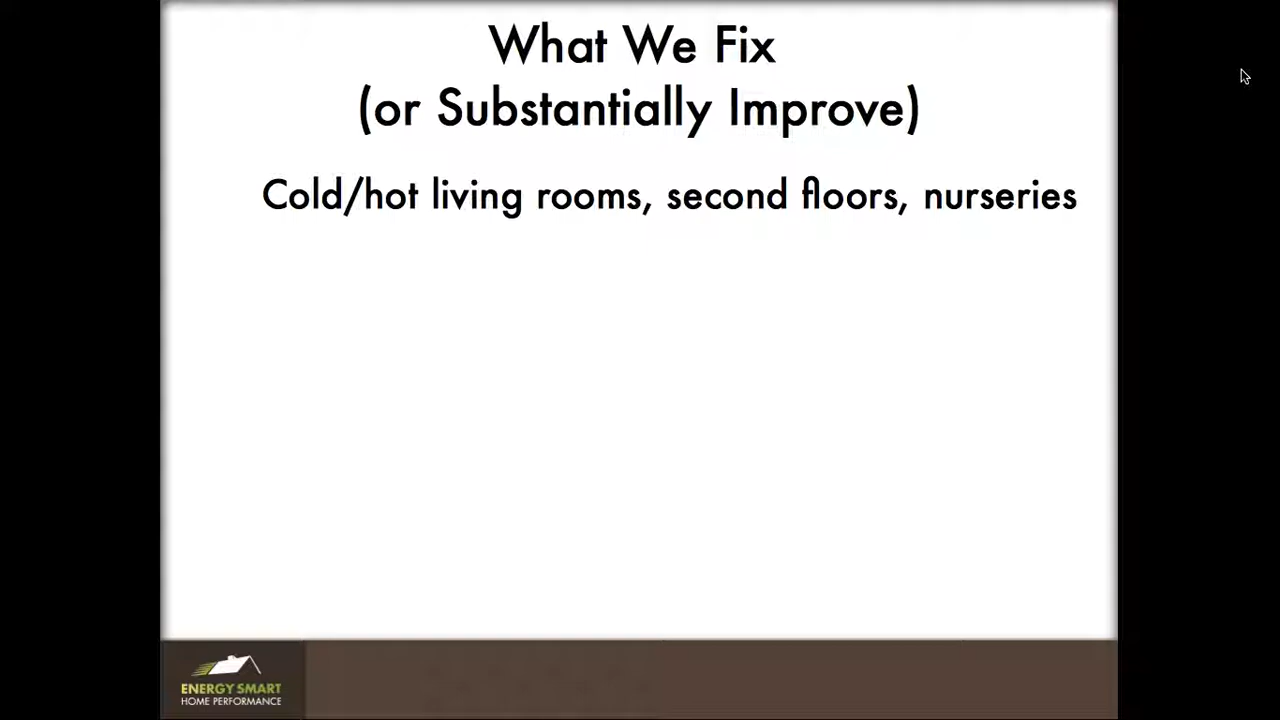 What We Fix
(or Substantially Improve)
Cold/hot living rooms, second floors, nurseries
ENERGY SMART
HOME PERFORMANCE